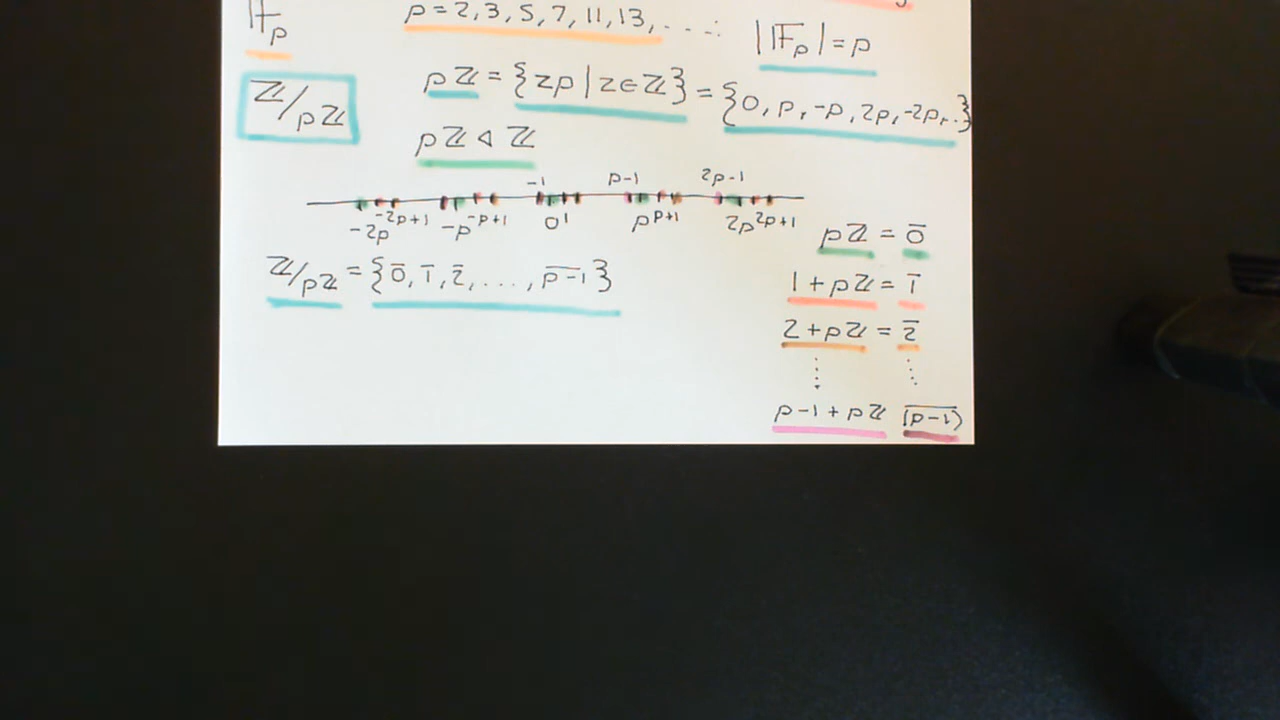 𝔽p p = 2, 3, 5, 7, 11, 13, ...
|𝔽p| = p
ℤ/pℤ
pℤ = {zp | z ∈ ℤ} = {0, p, -p, 2p, -2p, ..}
pℤ ◁ ℤ
-1 p-1 2p-1
-2p -2p+1 -p -p+1 0 1 p p+1 2p 2p+1
pℤ = 0̄
ℤ/pℤ = {0̄, 1̄, 2̄, ..., p̅-̅1̅}
1 + pℤ = 1̄
2 + pℤ = 2̄
p-1 + pℤ (̅p̅-̅1̅)̅